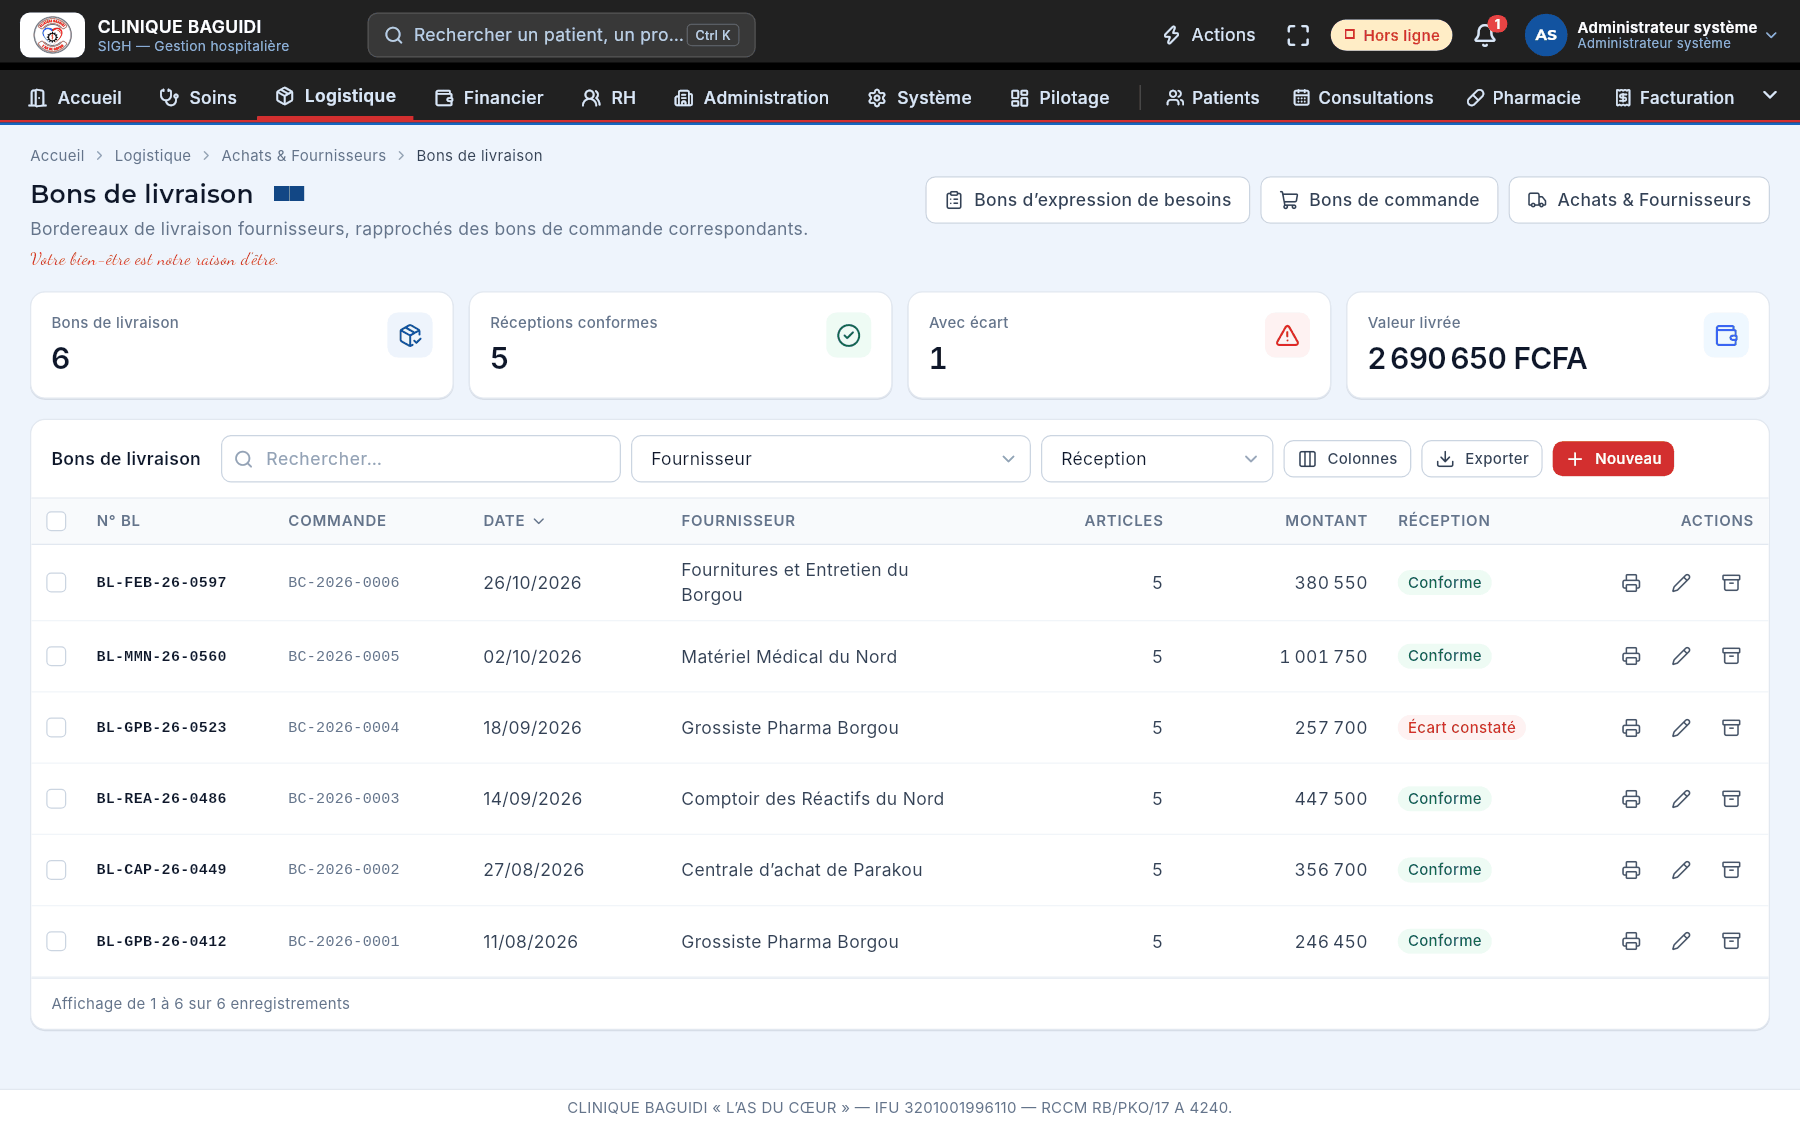 CLINIQUE BAGUIDI
SIGH — Gestion hospitalière
Rechercher un patient, un pro... Ctrl K
Actions
Hors ligne
1
AS
Administrateur système
Administrateur système
Accueil Soins Logistique Financier RH Administration Système Pilotage Patients Consultations Pharmacie Facturation
Accueil > Logistique > Achats & Fournisseurs > Bons de livraison
Bons de livraison
Bordereaux de livraison fournisseurs, rapprochés des bons de commande correspondants.
Votre bien-être est notre raison d'être.
Bons d’expression de besoins Bons de commande Achats & Fournisseurs
Bons de livraison
6
Réceptions conformes
5
Avec écart
1
Valeur livrée
2 690 650 FCFA
Bons de livraison Rechercher... Fournisseur Réception Colonnes Exporter Nouveau
N° BL COMMANDE DATE FOURNISSEUR ARTICLES MONTANT RÉCEPTION ACTIONS
BL-FEB-26-0597 BC-2026-0006 26/10/2026 Fournitures et Entretien du Borgou 5 380 550 Conforme
BL-MMN-26-0560 BC-2026-0005 02/10/2026 Matériel Médical du Nord 5 1 001 750 Conforme
BL-GPB-26-0523 BC-2026-0004 18/09/2026 Grossiste Pharma Borgou 5 257 700 Écart constaté
BL-REA-26-0486 BC-2026-0003 14/09/2026 Comptoir des Réactifs du Nord 5 447 500 Conforme
BL-CAP-26-0449 BC-2026-0002 27/08/2026 Centrale d’achat de Parakou 5 356 700 Conforme
BL-GPB-26-0412 BC-2026-0001 11/08/2026 Grossiste Pharma Borgou 5 246 450 Conforme
Affichage de 1 à 6 sur 6 enregistrements
CLINIQUE BAGUIDI « L’AS DU CŒUR » — IFU 3201001996110 — RCCM RB/PKO/17 A 4240.